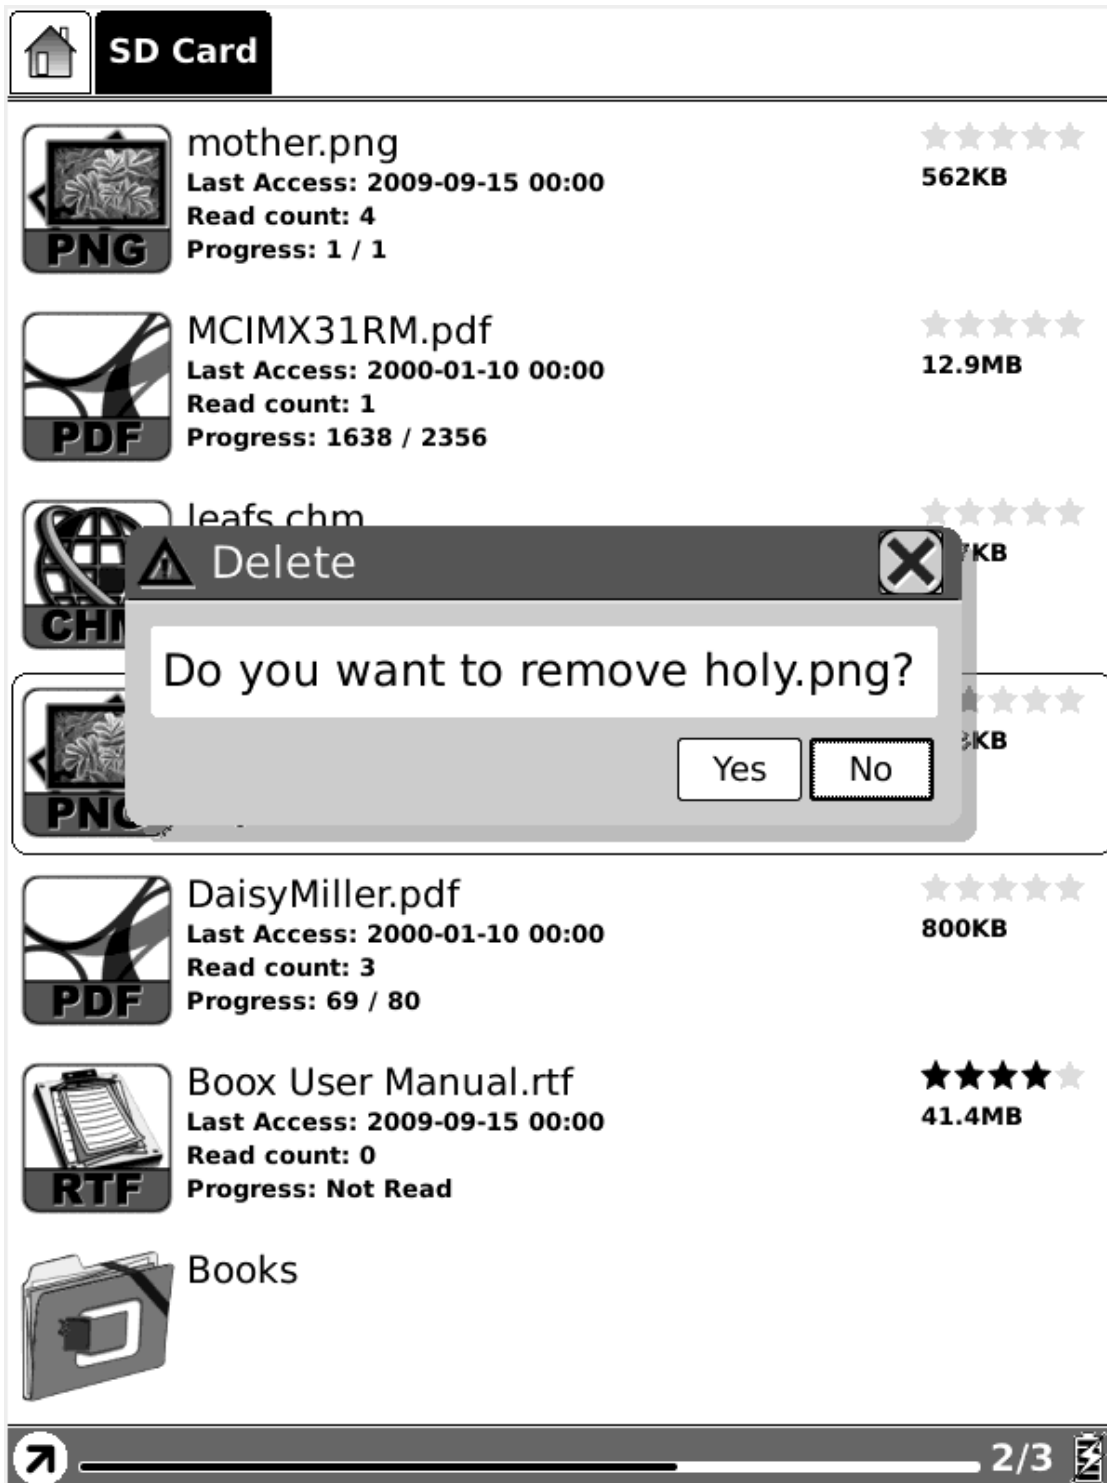 SD Card
mother.png
562KB
Last Access: 2009-09-15 00:00
Read count: 4
PNG
Progress: 1 / 1
MCIMX31RM.pdf
12.9MB
Last Access: 2000-01-10 00:00
Read count: 1
PDF
Progress: 1638 / 2356
leafs.chm
KB
Delete
CHM
Do you want to remove holy.png?
KB
Yes No
PNG
DaisyMiller.pdf
800KB
Last Access: 2000-01-10 00:00
Read count: 3
PDF
Progress: 69 / 80
Boox User Manual.rtf
41.4MB
Last Access: 2009-09-15 00:00
Read count: 0
RTF
Progress: Not Read
Books
2/3